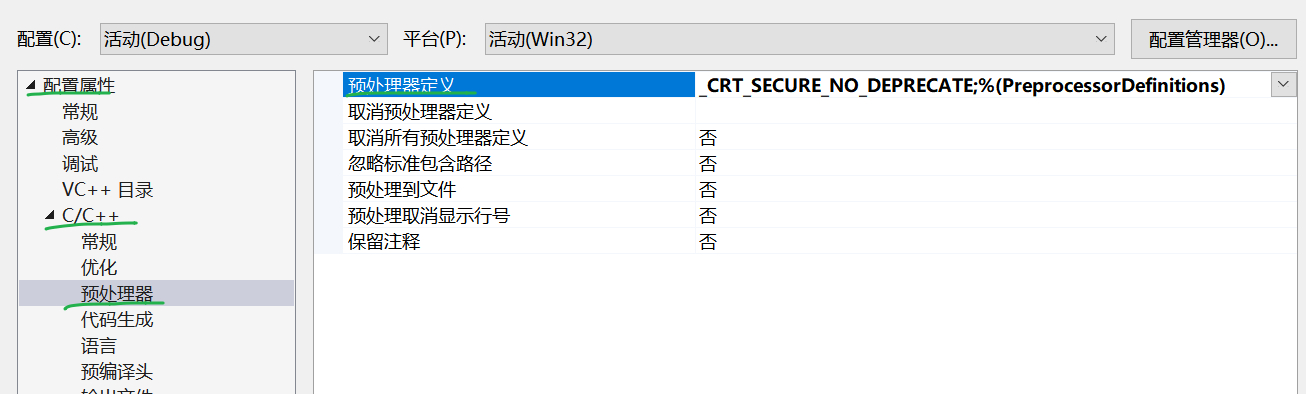 配置(C): 活动(Debug) 平台(P): 活动(Win32) 配置管理器(O)...
配置属性
常规
高级
调试
VC++ 目录
C/C++
常规
优化
预处理器
代码生成
语言
预编译头
输出文件
预处理器定义 _CRT_SECURE_NO_DEPRECATE;%(PreprocessorDefinitions)
取消预处理器定义
取消所有预处理器定义 否
忽略标准包含路径 否
预处理到文件 否
预处理取消显示行号 否
保留注释 否